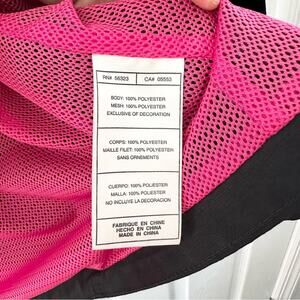 RN# 56323 CA# 05553
BODY: 100% POLYESTER
MESH: 100% POLYESTER
EXCLUSIVE OF DECORATION
CORPS: 100% POLYESTER
MAILLE FILET: 100% POLYESTER
SANS ORNEMENTS
CUERPO: 100% POLIESTER
MALLA: 100% POLIESTER
NO INCLUYE LA DECORACION
FABRIQUE EN CHINE
HECHO EN CHINA
MADE IN CHINA